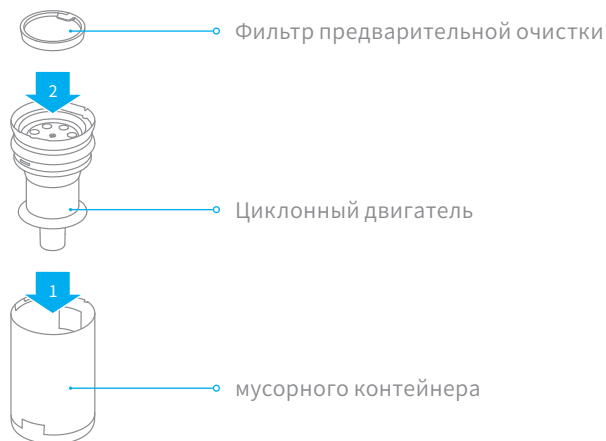 Фильтр предварительной очистки
2
Циклонный двигатель
1
мусорного контейнера